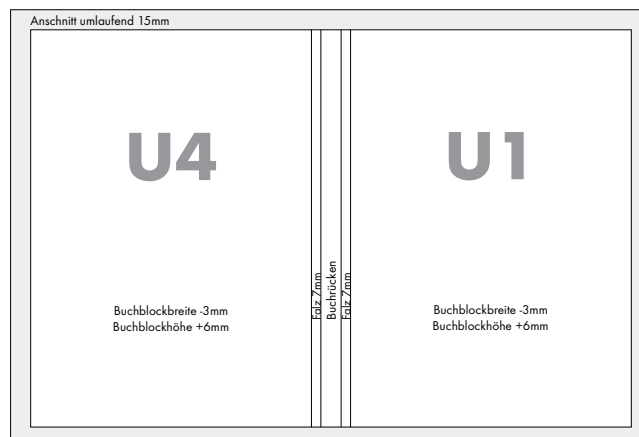 Anschnitt umlaufend 15mm
U4
Buchblockbreite -3mm
Buchblockhöhe +6mm
Falz 7mm
Buchrücken
Falz 7mm
U1
Buchblockbreite -3mm
Buchblockhöhe +6mm